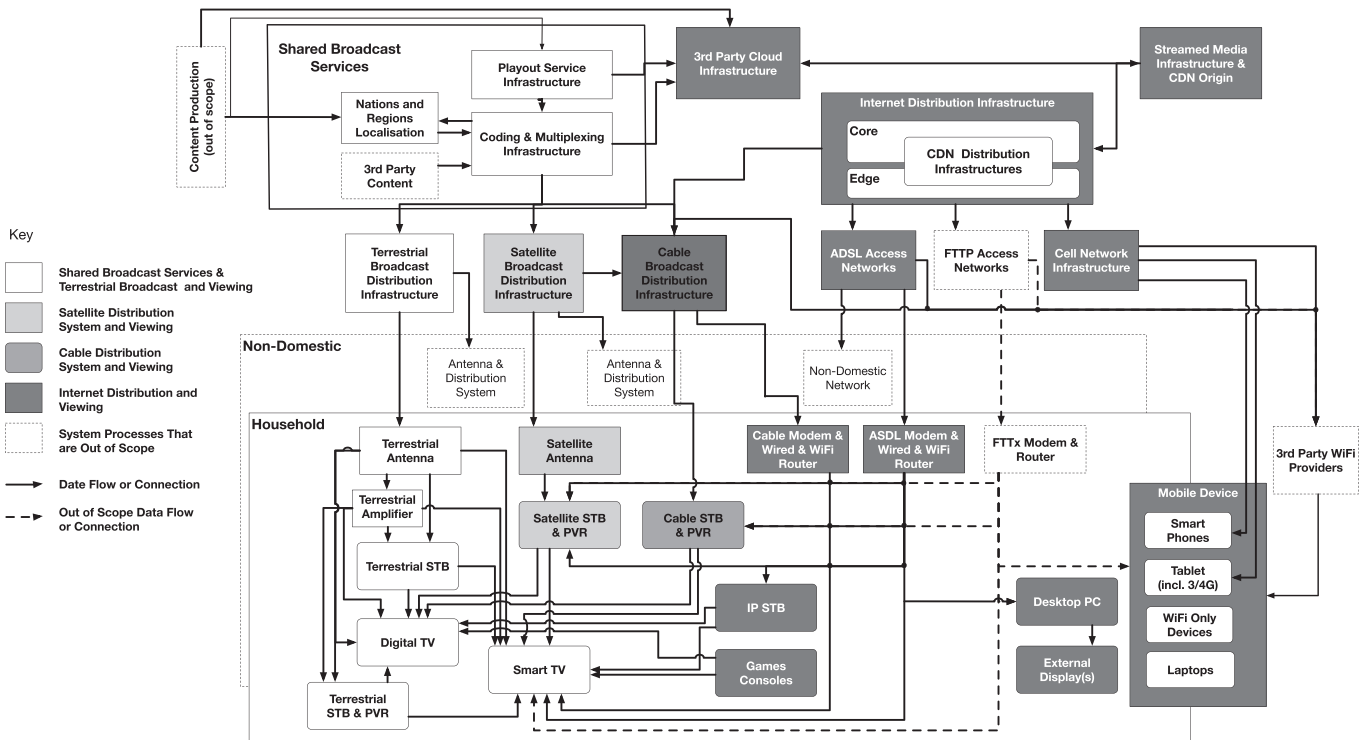 Content Production
(out of scope)
Shared Broadcast
Services
Playout Service
Infrastructure
Nations and
Regions
Localisation
Coding & Multiplexing
Infrastructure
3rd Party
Content
3rd Party Cloud
Infrastructure
Streamed Media
Infrastructure &
CDN Origin
Internet Distribution Infrastructure
Core
CDN Distribution
Infrastructures
Edge
Key
Shared Broadcast Services &
Terrestrial Broadcast and Viewing
Satellite Distribution
System and Viewing
Cable Distribution
System and Viewing
Internet Distribution and
Viewing
System Processes That
are Out of Scope
Date Flow or Connection
Out of Scope Data Flow
or Connection
Terrestrial
Broadcast
Distribution
Infrastructure
Satellite
Broadcast
Distribution
Infrastructure
Cable
Broadcast
Distribution
Infrastructure
ADSL Access
Networks
FTTP Access
Networks
Cell Network
Infrastructure
Non-Domestic
Antenna &
Distribution
System
Antenna &
Distribution
System
Non-Domestic
Network
Household
Terrestrial
Antenna
Satellite
Antenna
Cable Modem &
Wired & WiFi
Router
ASDL Modem &
Wired & WiFi
Router
FTTx Modem &
Router
3rd Party WiFi
Providers
Terrestrial
Amplifier
Satellite STB
& PVR
Cable STB
& PVR
Mobile Device
Smart
Phones
Terrestrial STB
Tablet
(incl. 3/4G)
IP STB
Desktop PC
WiFi Only
Devices
Digital TV
Smart TV
Games
Consoles
External
Display(s)
Laptops
Terrestrial
STB & PVR